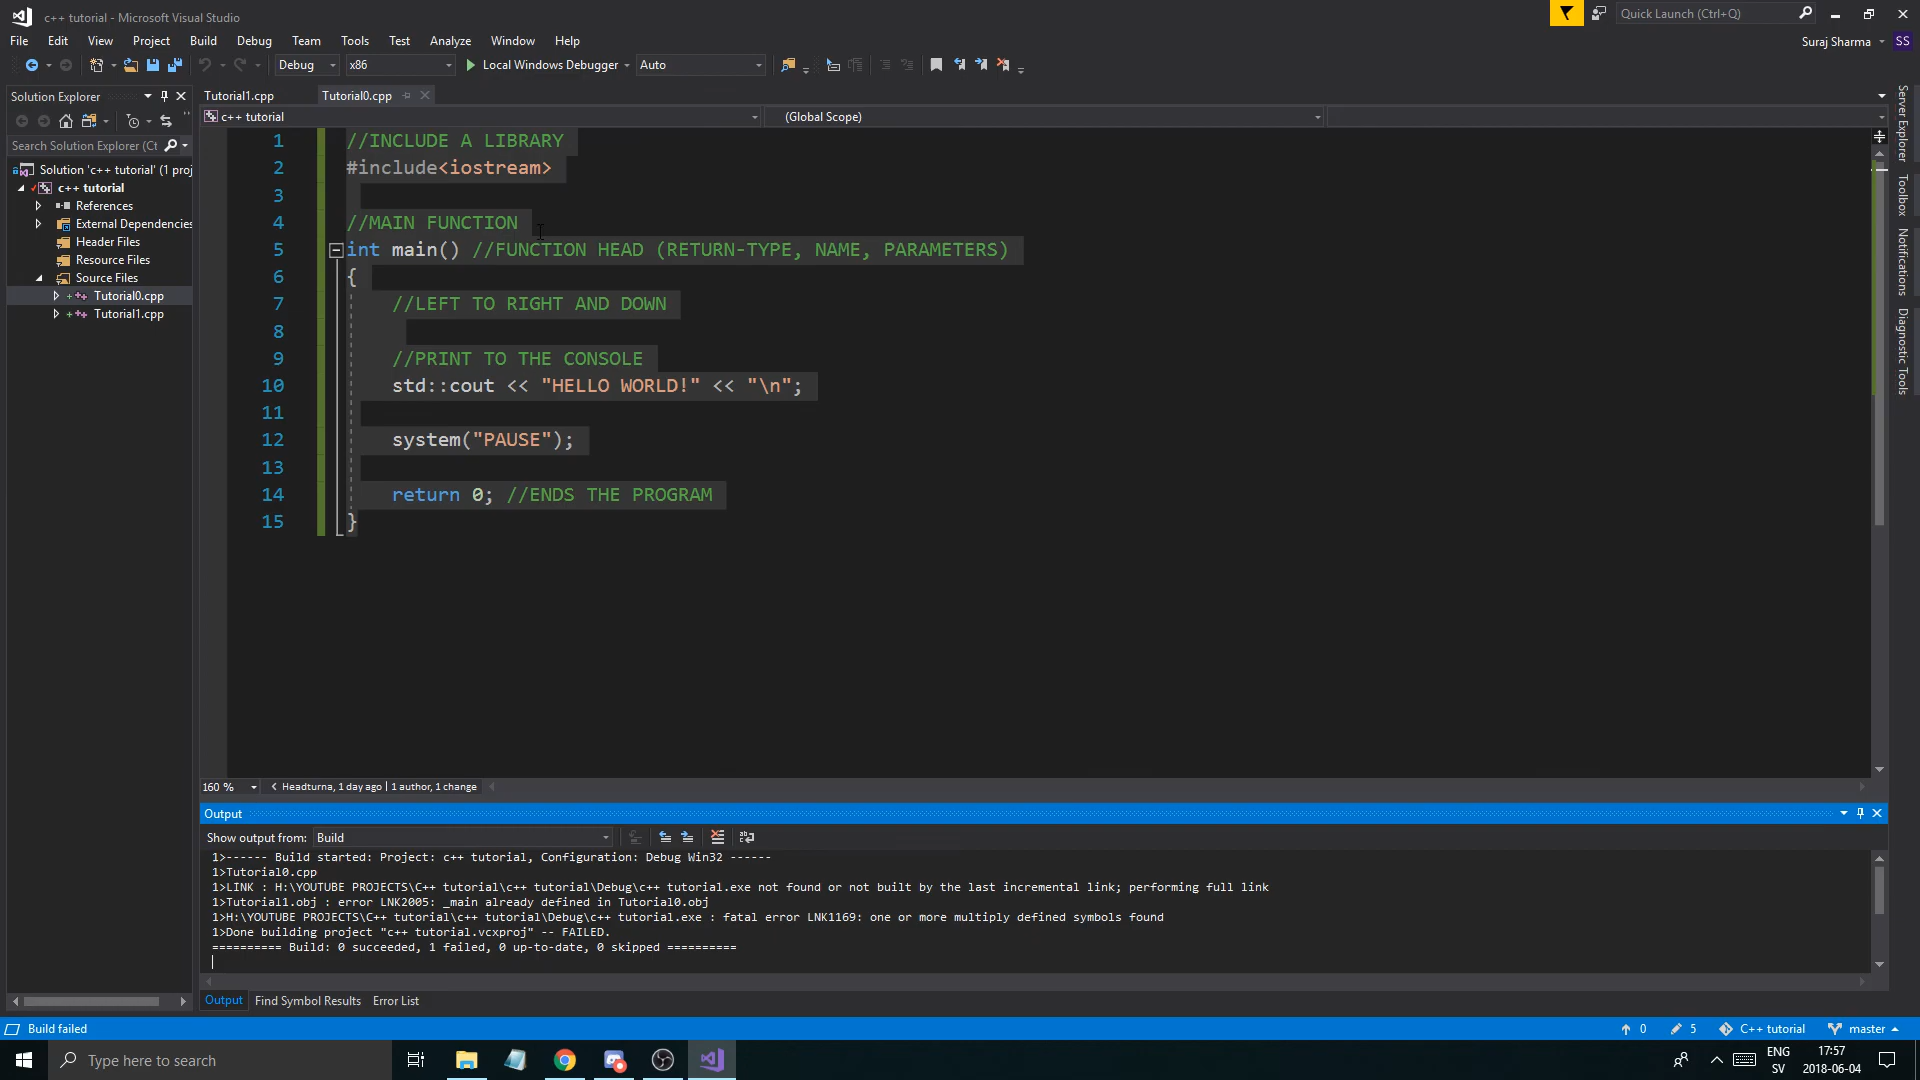 c++ tutorial - Microsoft Visual Studio
Quick Launch (Ctrl+Q)
File Edit View Project Build Debug Team Tools Test Analyze Window Help
Suraj Sharma SS
Debug x86 Local Windows Debugger Auto
Solution Explorer
Search Solution Explorer (Ct
Solution 'c++ tutorial' (1 proj
c++ tutorial
References
External Dependencies
Header Files
Resource Files
Source Files
Tutorial0.cpp
Tutorial1.cpp
Tutorial1.cpp Tutorial0.cpp
c++ tutorial (Global Scope)
1 //INCLUDE A LIBRARY
2 #include<iostream>
3
4 //MAIN FUNCTION
5 int main() //FUNCTION HEAD (RETURN-TYPE, NAME, PARAMETERS)
6 {
7 //LEFT TO RIGHT AND DOWN
8
9 //PRINT TO THE CONSOLE
10 std::cout << "HELLO WORLD!" << "\n";
11
12 system("PAUSE");
13
14 return 0; //ENDS THE PROGRAM
15 }
Server Explorer
Toolbox
Notifications
Diagnostic Tools
160 % Headturna, 1 day ago | 1 author, 1 change
Output
Show output from: Build
1>------ Build started: Project: c++ tutorial, Configuration: Debug Win32 ------
1>Tutorial0.cpp
1>LINK : H:\YOUTUBE PROJECTS\C++ tutorial\c++ tutorial\Debug\c++ tutorial.exe not found or not built by the last incremental link; performing full link
1>Tutorial1.obj : error LNK2005: _main already defined in Tutorial0.obj
1>H:\YOUTUBE PROJECTS\C++ tutorial\c++ tutorial\Debug\c++ tutorial.exe : fatal error LNK1169: one or more multiply defined symbols found
1>Done building project "c++ tutorial.vcxproj" -- FAILED.
========== Build: 0 succeeded, 1 failed, 0 up-to-date, 0 skipped ==========
Output Find Symbol Results Error List
Build failed
0 5 C++ tutorial master
Type here to search
ENG
SV
17:57
2018-06-04